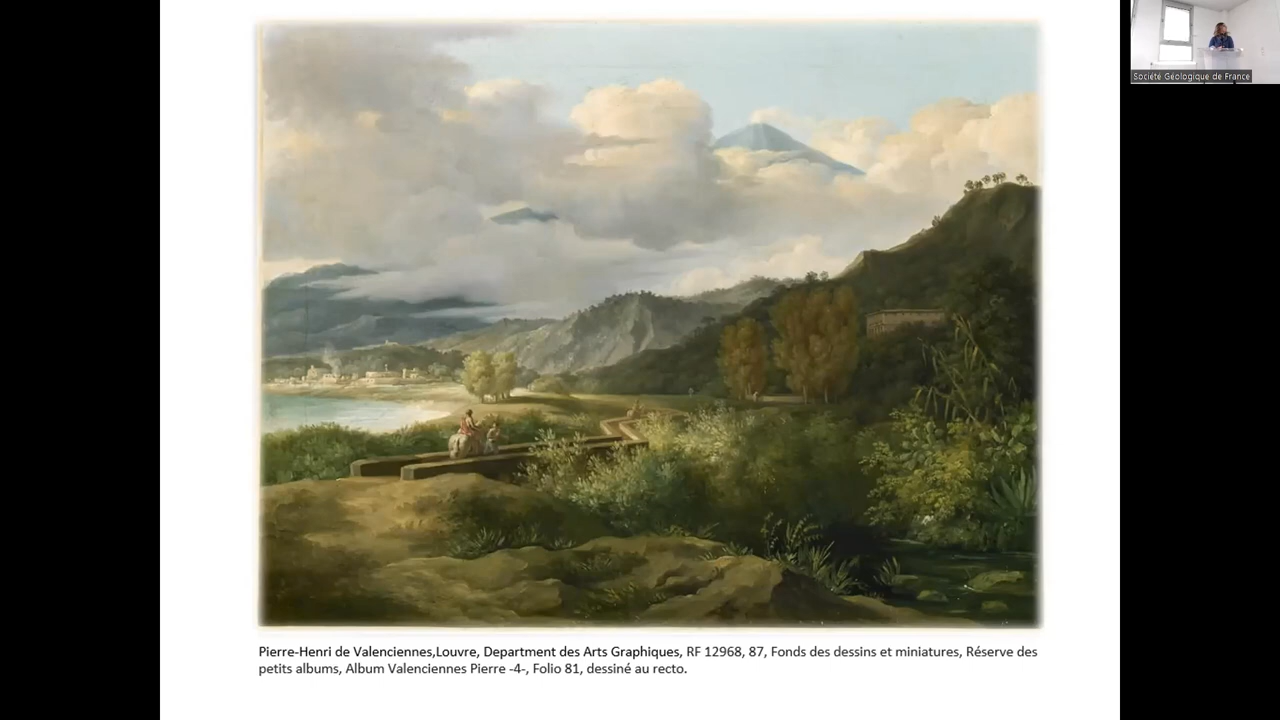 Société Géologique de France
Pierre-Henri de Valenciennes,Louvre, Department des Arts Graphiques, RF 12968, 87, Fonds des dessins et miniatures, Réserve des
petits albums, Album Valenciennes Pierre -4-, Folio 81, dessiné au recto.